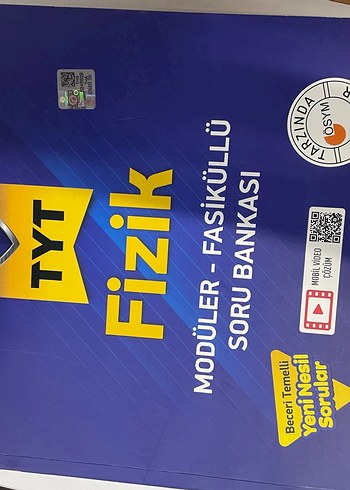 TYT
Fizik
MODÜLER - FASİKÜLLÜ
SORU BANKASI
ÖSYM
TARZINDA
MOBİL VİDEO
ÇÖZÜM
Beceri Temelli
Yeni Nesil
Sorular